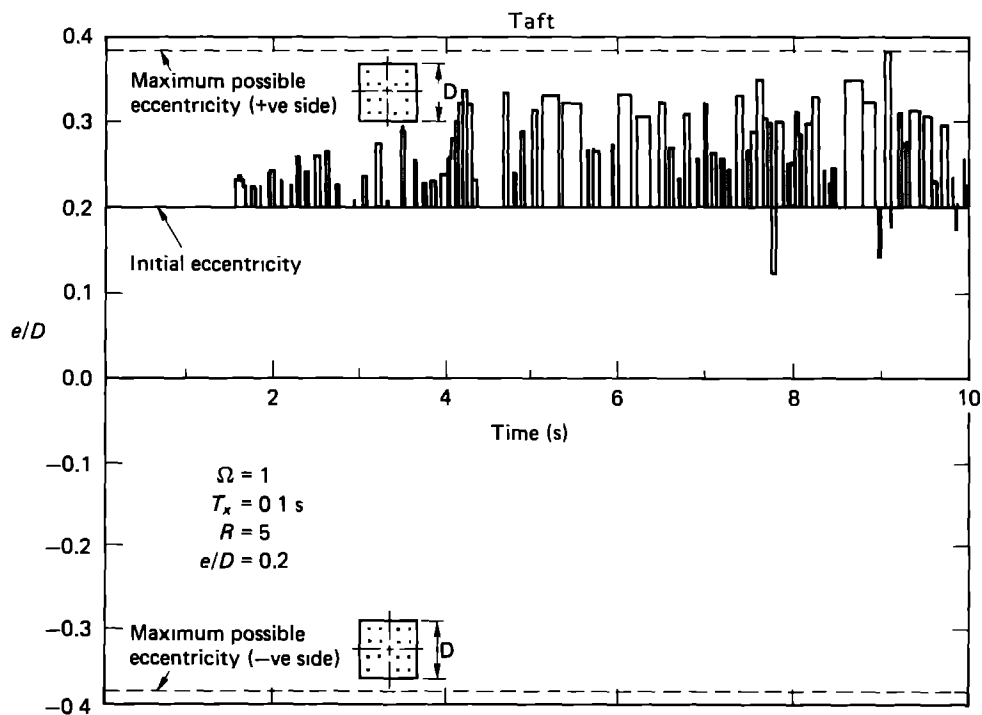 Taft
0.4
Maximum possible
eccentricity (+ve side)
D
0.3
0.2
Initial eccentricity
0.1
e/D
0.0
2
4
6
8
10
Time (s)
−0.1
Ω = 1
Tx = 0 1 s
R = 5
−0.2
e/D = 0.2
−0.3
Maximum possible
eccentricity (−ve side)
D
−0 4